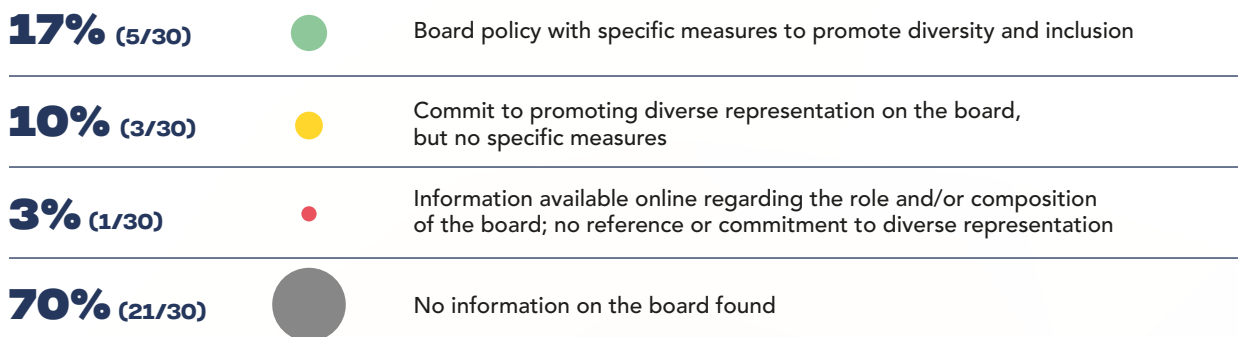 17% (5/30) Board policy with specific measures to promote diversity and inclusion
10% (3/30) Commit to promoting diverse representation on the board,
but no specific measures
3% (1/30) Information available online regarding the role and/or composition
of the board; no reference or commitment to diverse representation
70% (21/30) No information on the board found